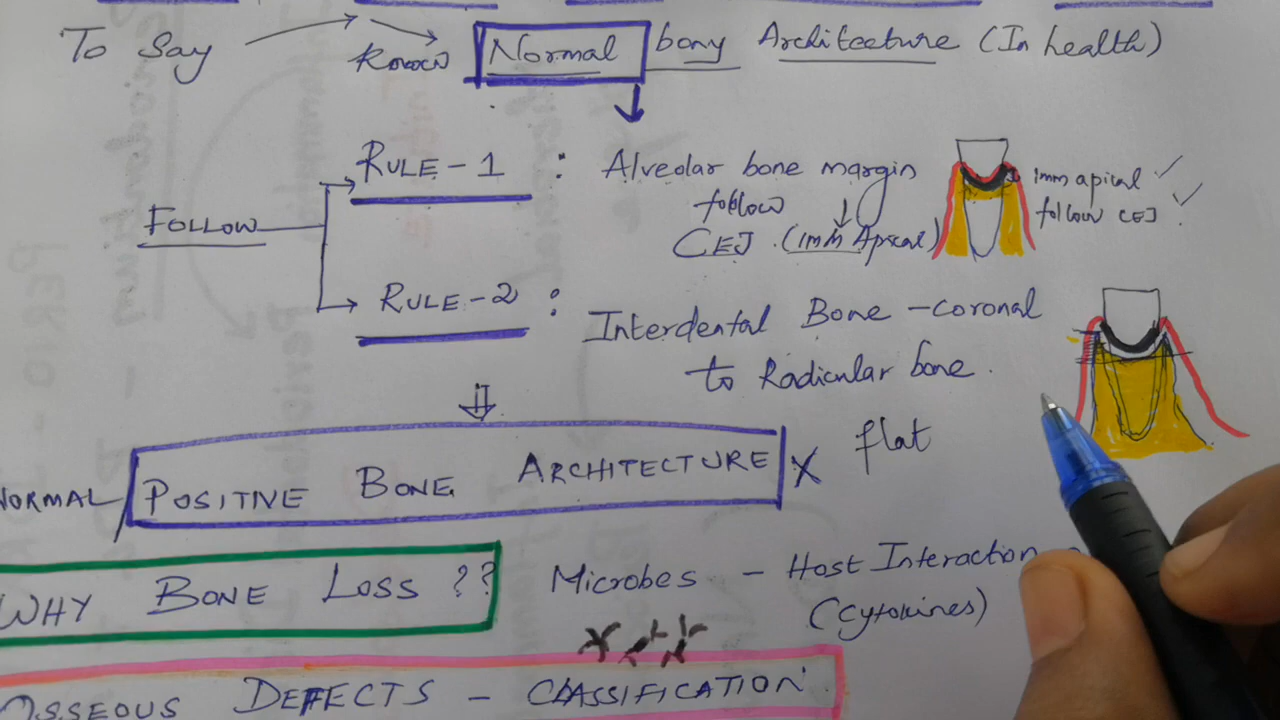 To Say Know Normal bony Architecture (In health)
RULE-1 : Alveolar bone margin
follow
CEJ (1mm Apical)
1mm apical
follow CEJ
FOLLOW
RULE-2 : Interdental Bone - coronal
to Radicular bone.
NORMAL / POSITIVE BONE ARCHITECTURE X flat
WHY BONE LOSS ?? Microbes - Host Interaction
(cytokines)
OSSEOUS DEFECTS - CLASSIFICATION